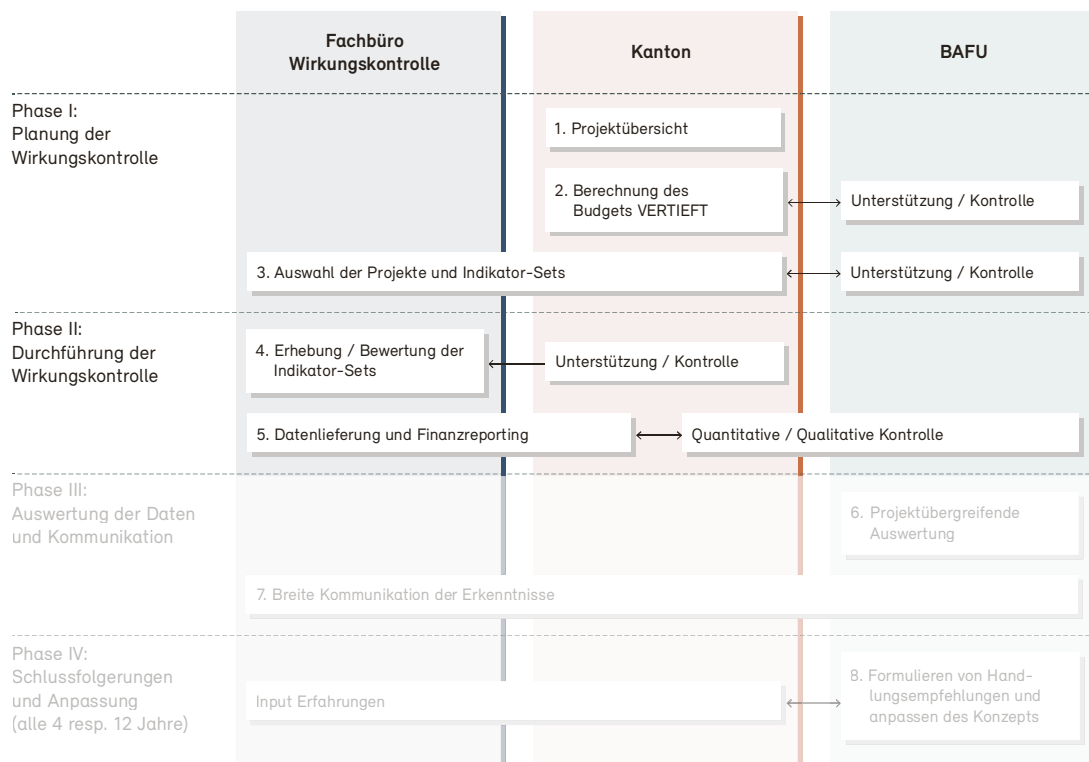 Fachbüro
Wirkungskontrolle
Kanton
BAFU
Phase I:
Planung der
Wirkungskontrolle
1. Projektübersicht
2. Berechnung des
Budgets VERTIEFT
Unterstützung / Kontrolle
3. Auswahl der Projekte und Indikator-Sets
Unterstützung / Kontrolle
Phase II:
Durchführung der
Wirkungskontrolle
4. Erhebung / Bewertung der
Indikator-Sets
Unterstützung / Kontrolle
5. Datenlieferung und Finanzreporting
Quantitative / Qualitative Kontrolle
Phase III:
Auswertung der Daten
und Kommunikation
6. Projektübergreifende
Auswertung
7. Breite Kommunikation der Erkenntnisse
Phase IV:
Schlussfolgerungen
und Anpassung
(alle 4 resp. 12 Jahre)
Input Erfahrungen
8. Formulieren von Hand-
lungsempfehlungen und
anpassen des Konzepts